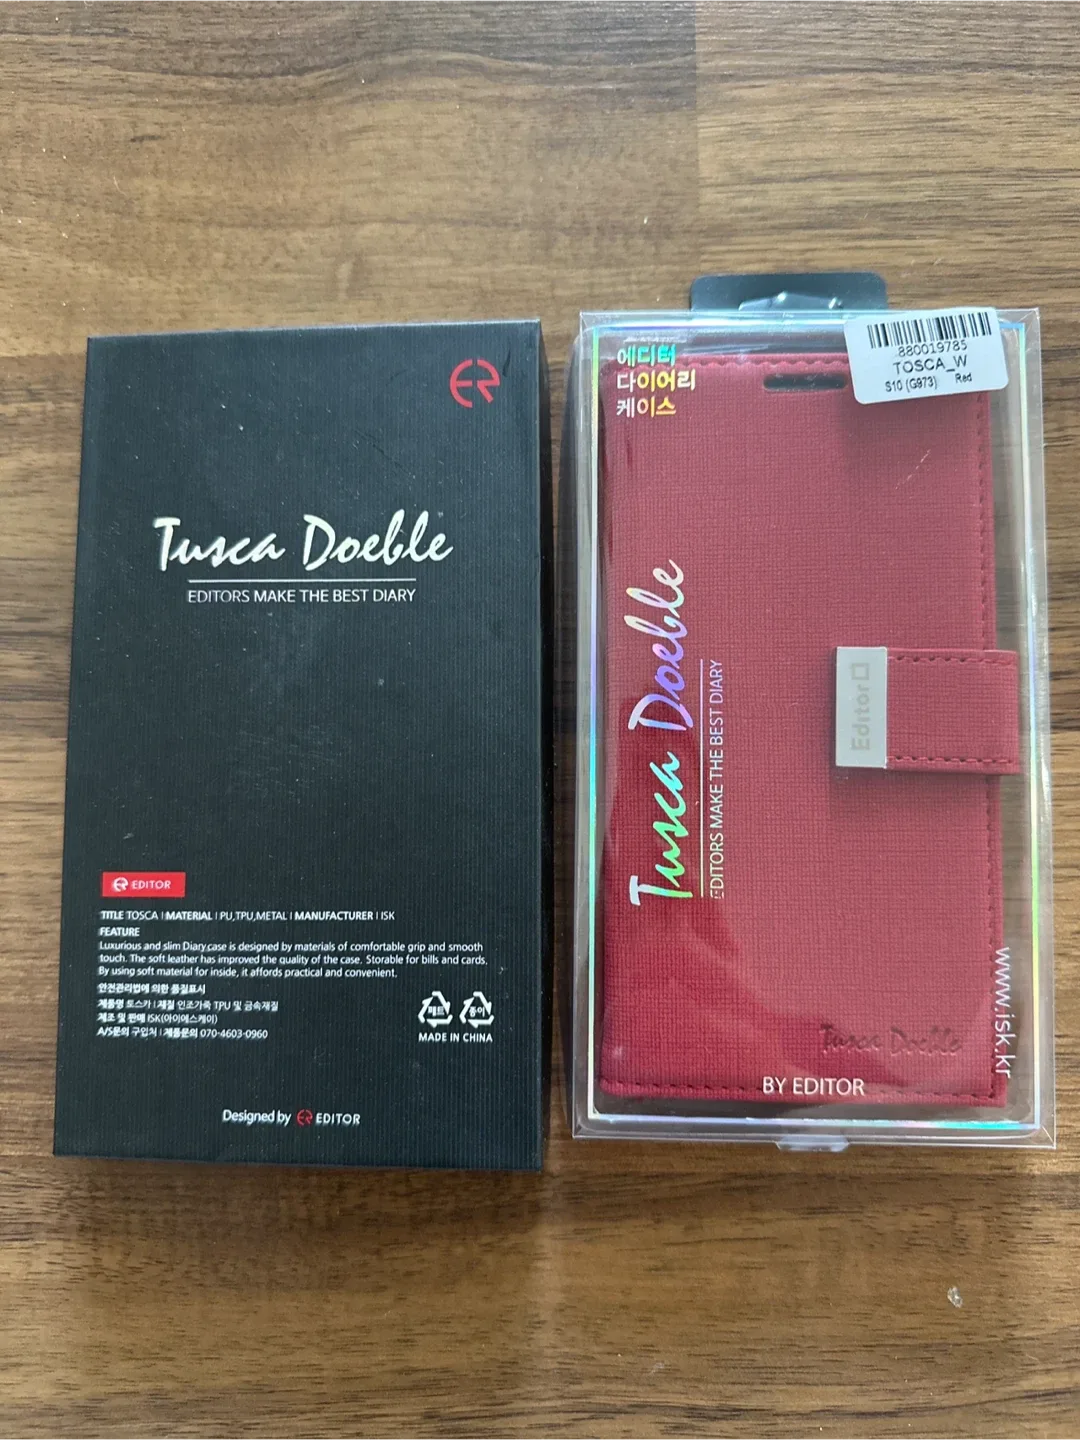 ER
Tusca Doeble
EDITORS MAKE THE BEST DIARY
ER EDITOR
TITLE TOSCA | MATERIAL | PU,TPU,METAL | MANUFACTURER | ISK
FEATURE
Luxurious and slim Diary case is designed by materials of comfortable grip and smooth
touch. The soft leather has improved the quality of the case. Storable for bills and cards.
By using soft material for inside, it affords practical and convenient.
안전관리법에 의한 품질표시
제품명 토스카 | 재질 인조가죽 TPU 및 금속재질
제조 및 판매 ISK(아이에스케이)
A/S문의 구입처 | 제품문의 070-4603-0960
페트
종이
MADE IN CHINA
Designed by ER EDITOR
에디터
다이어리
케이스
880019785
TOSCA_W
S10 (G973) Red
Tusca Doeble
EDITORS MAKE THE BEST DIARY
Editor
www.isk.kr
Tusca Doeble
BY EDITOR